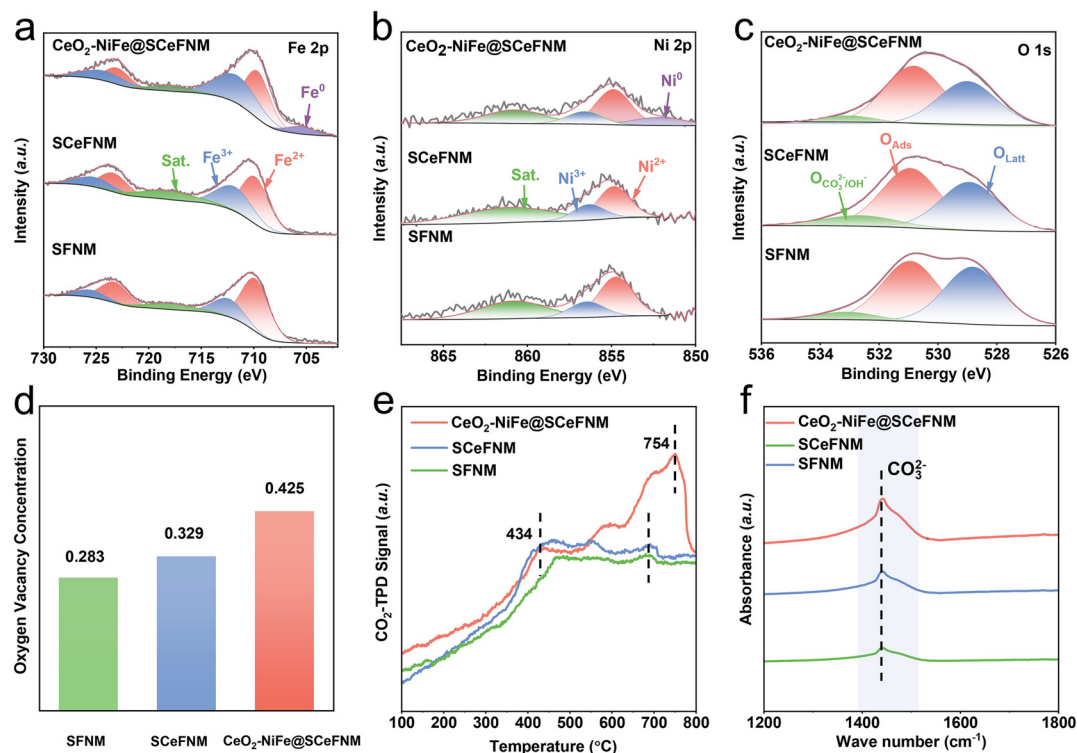 a
CeO₂-NiFe@SCeFNM
Fe 2p
Fe⁰
SCeFNM
Sat.
Fe³⁺
Fe²⁺
SFNM
Intensity (a.u.)
730 725 720 715 710 705
Binding Energy (eV)
b
CeO₂-NiFe@SCeFNM
Ni 2p
Ni⁰
SCeFNM
Sat.
Ni³⁺
Ni²⁺
SFNM
Intensity (a.u.)
865 860 855 850
Binding Energy (eV)
c
CeO₂-NiFe@SCeFNM
O 1s
SCeFNM
O_Ads
O_Latt
O_CO₃²⁻/OH⁻
SFNM
Intensity (a.u.)
536 534 532 530 528 526
Binding Energy (eV)
d
Oxygen Vacancy Concentration
0.283
0.329
0.425
SFNM
SCeFNM
CeO₂-NiFe@SCeFNM
e
CeO₂-NiFe@SCeFNM
SCeFNM
SFNM
754
434
CO₂-TPD Signal (a.u.)
100 200 300 400 500 600 700 800
Temperature (°C)
f
CeO₂-NiFe@SCeFNM
SCeFNM
SFNM
CO₃²⁻
Absorbance (a.u.)
1200 1400 1600 1800
Wave number (cm⁻¹)